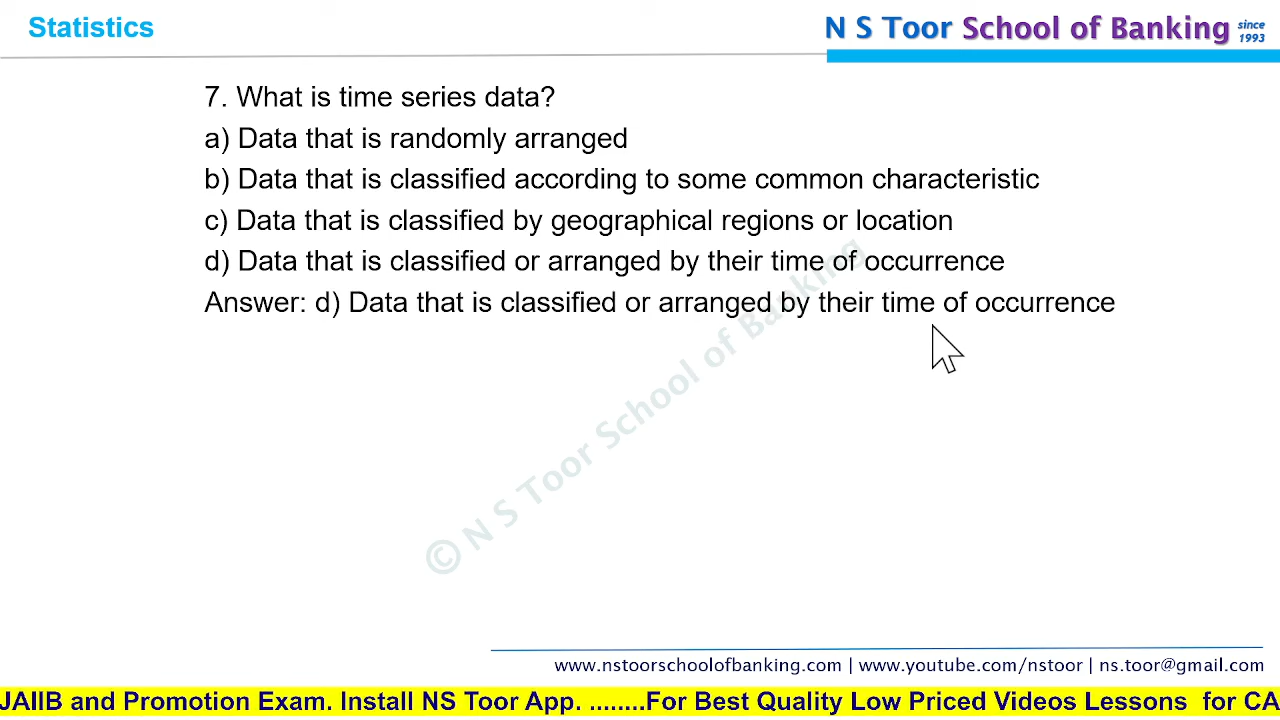 Statistics
N S Toor School of Banking since 1993
7. What is time series data?
a) Data that is randomly arranged
b) Data that is classified according to some common characteristic
c) Data that is classified by geographical regions or location
d) Data that is classified or arranged by their time of occurrence
Answer: d) Data that is classified or arranged by their time of occurrence
© N S Toor School of Banking
www.nstoorschoolofbanking.com | www.youtube.com/nstoor | ns.toor@gmail.com
JAIIB and Promotion Exam. Install NS Toor App. ........For Best Quality Low Priced Videos Lessons for CA